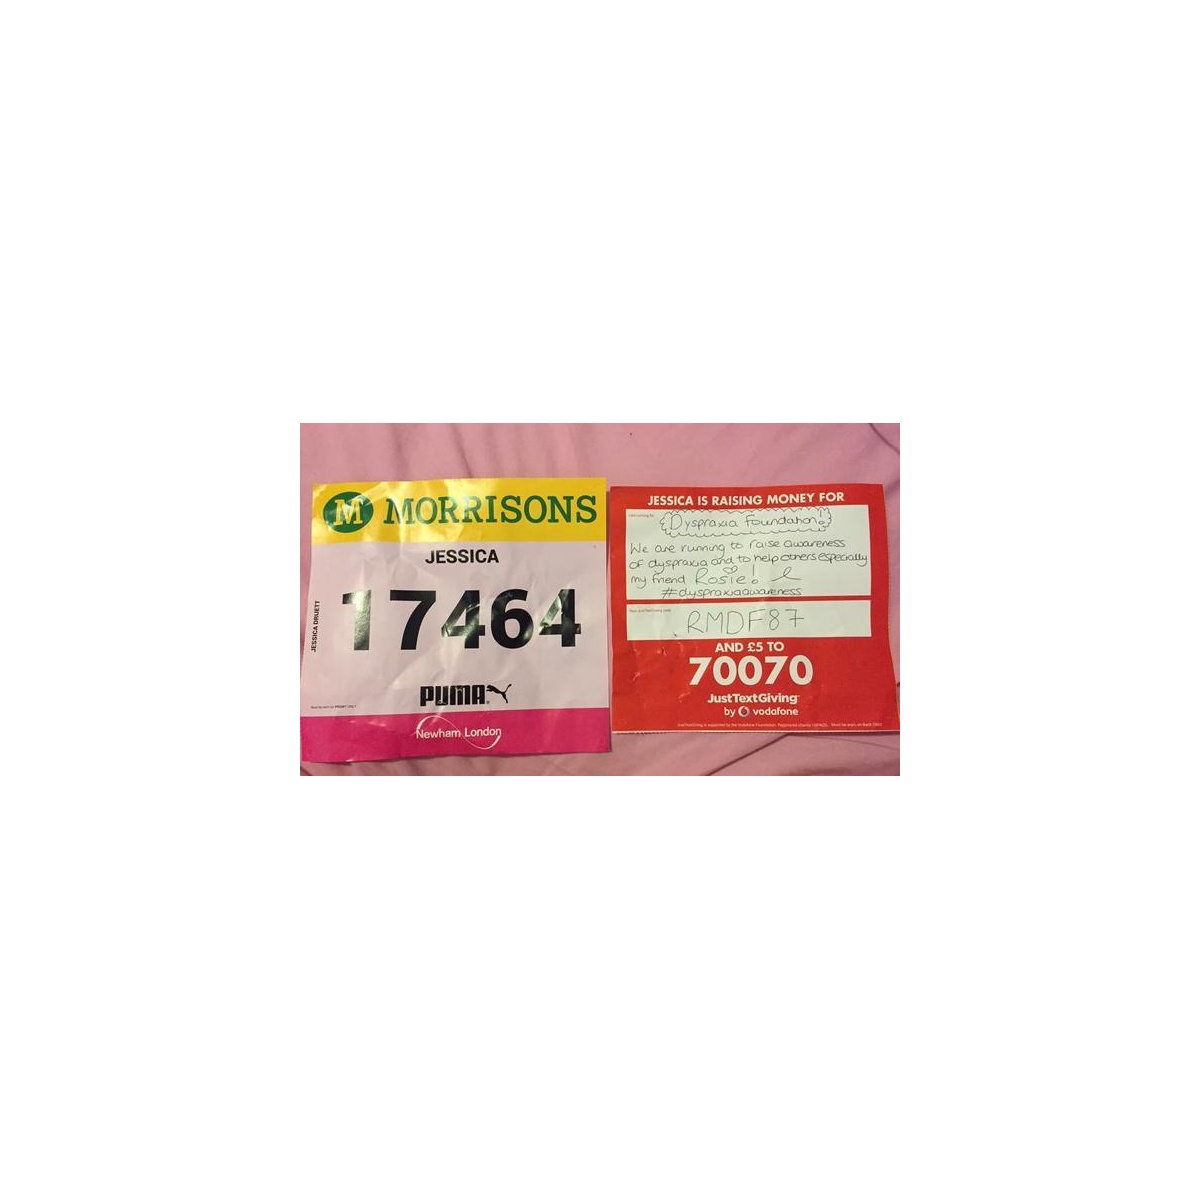 M MORRISONS
JESSICA
17464
JESSICA DRUETT
PUMA
Newham London
JESSICA IS RAISING MONEY FOR
Dyspraxia Foundation!
We are running to raise awareness
of dyspraxia and to help others especially
my friend Rosie!
#dyspraxiaawareness
RMDF87
AND £5 TO
70070
JustTextGiving
by vodafone